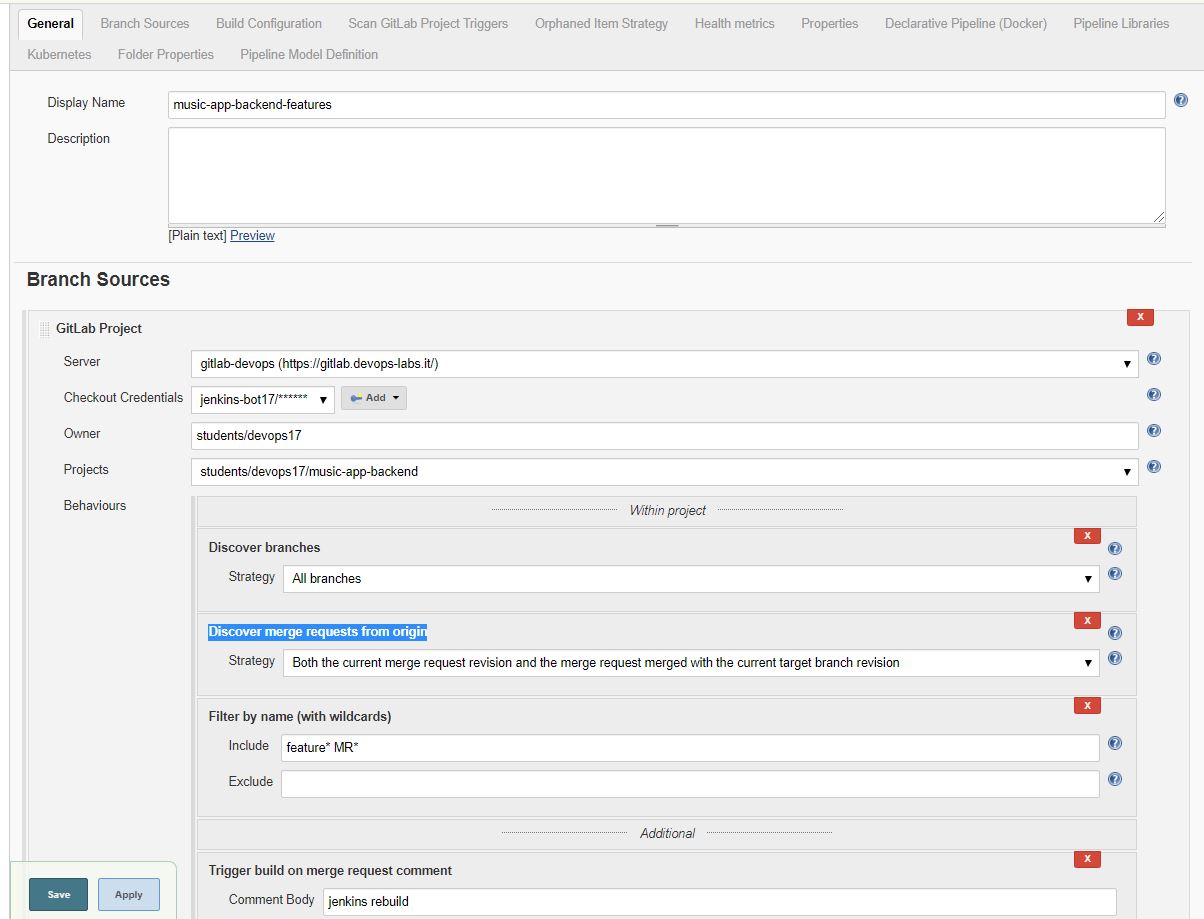 General Branch Sources Build Configuration Scan GitLab Project Triggers Orphaned Item Strategy Health metrics Properties Declarative Pipeline (Docker) Pipeline Libraries
Kubernetes Folder Properties Pipeline Model Definition
Display Name music-app-backend-features
Description
[Plain text] Preview
Branch Sources
X
GitLab Project
Server gitlab-devops (https://gitlab.devops-labs.it/)
Checkout Credentials jenkins-bot17/****** Add
Owner students/devops17
Projects students/devops17/music-app-backend
Behaviours
Within project
X
Discover branches
Strategy All branches
X
Discover merge requests from origin
Strategy Both the current merge request revision and the merge request merged with the current target branch revision
X
Filter by name (with wildcards)
Include feature* MR*
Exclude
Additional
X
Trigger build on merge request comment
Save Apply
Comment Body jenkins rebuild